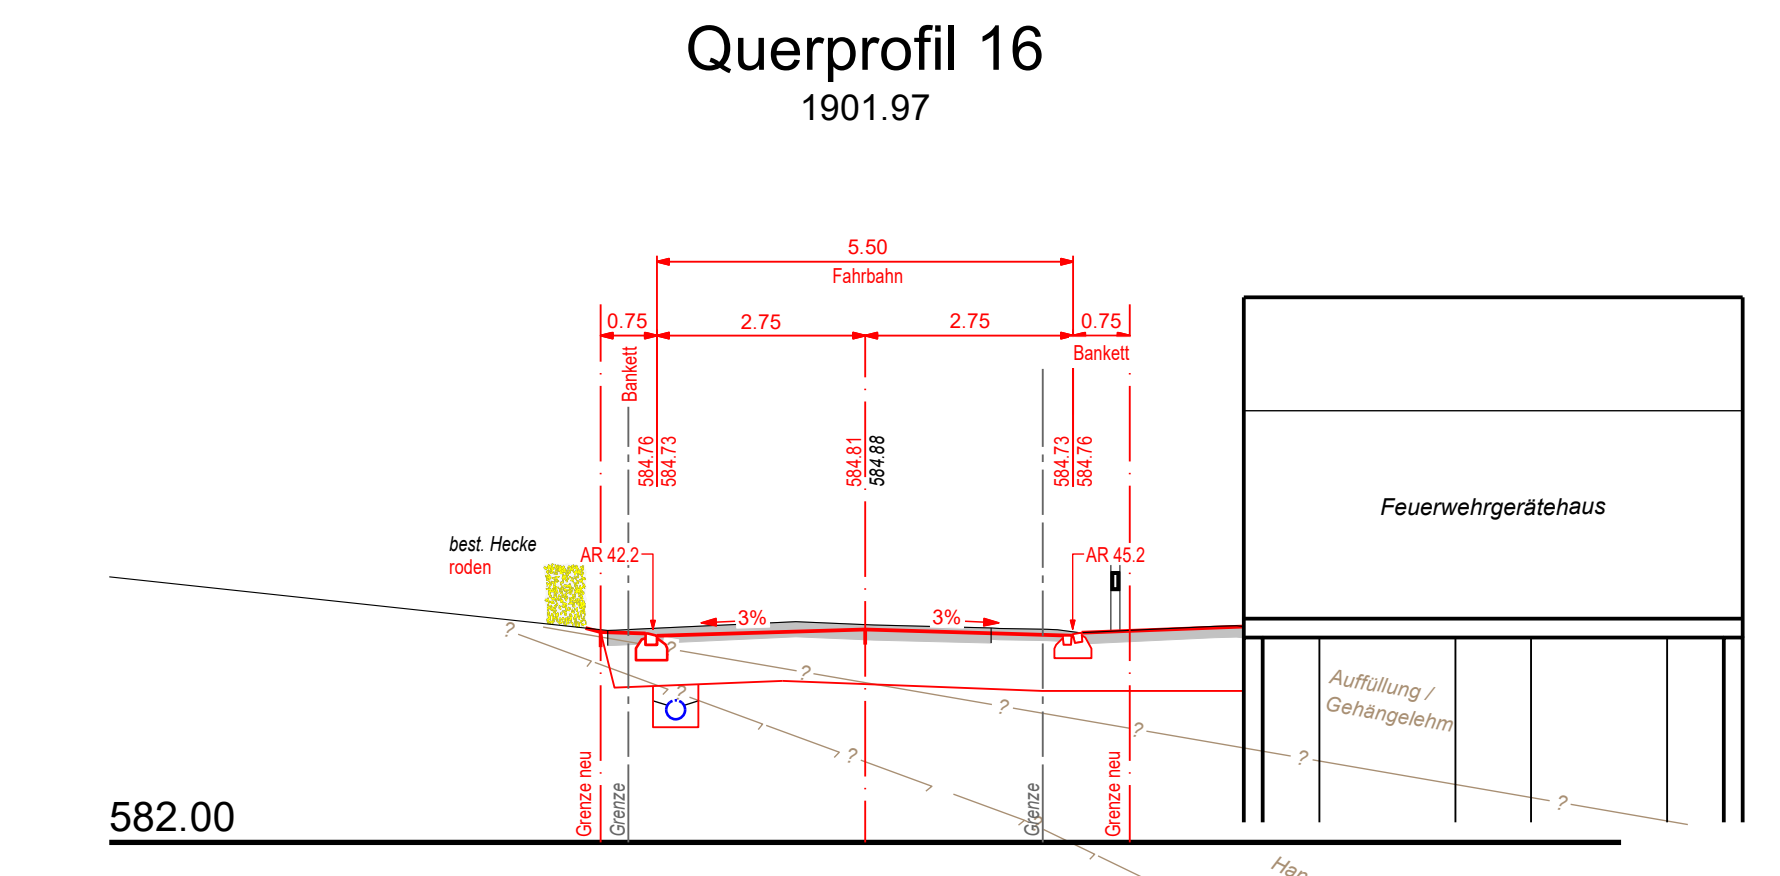 Querprofil 16
1901.97
5.50
Fahrbahn
0.75
2.75
2.75
0.75
Bankett
Bankett
584.76
584.73
584.81
584.88
584.73
584.76
Feuerwehrgerätehaus
best. Hecke
roden
AR 42.2
AR 45.2
3%
3%
?
?
?
?
?
?
?
?
?
?
Auffüllung /
Gehängelehm
Grenze neu
Grenze
Grenze
Grenze neu
582.00